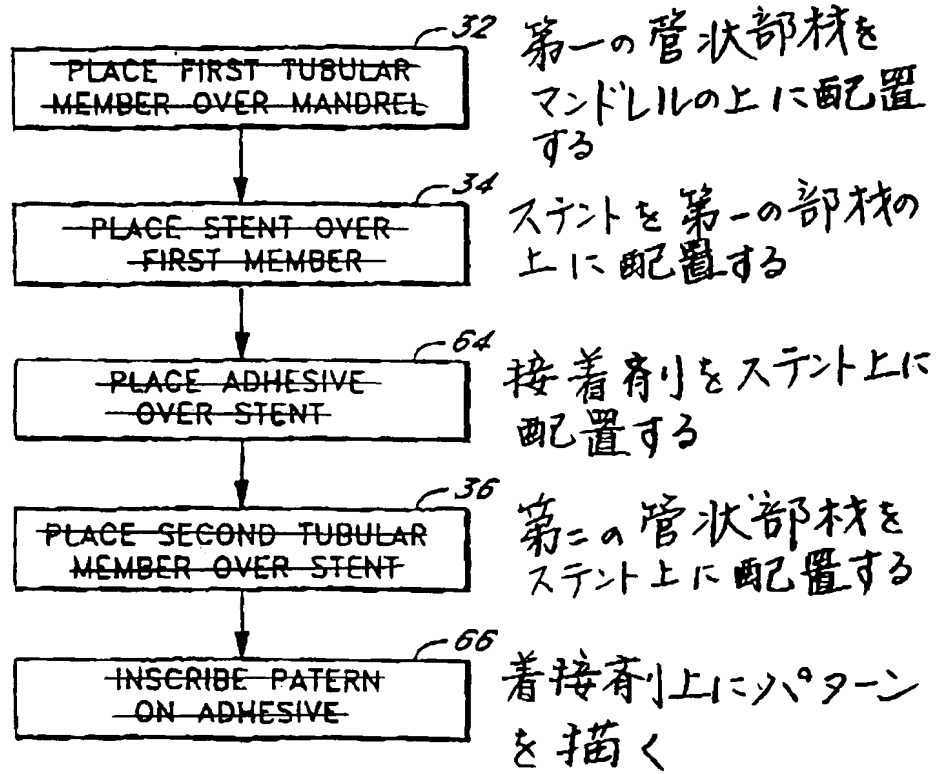 32
PLACE FIRST TUBULAR
MEMBER OVER MANDREL
第一の管状部材を
マンドレルの上に配置
する
34
PLACE STENT OVER
FIRST MEMBER
ステントを第一の部材の
上に配置する
64
PLACE ADHESIVE
OVER STENT
接着剤をステント上に
配置する
36
PLACE SECOND TUBULAR
MEMBER OVER STENT
第二の管状部材を
ステント上に配置する
66
INSCRIBE PATERN
ON ADHESIVE
着接剤上にパターン
を描く